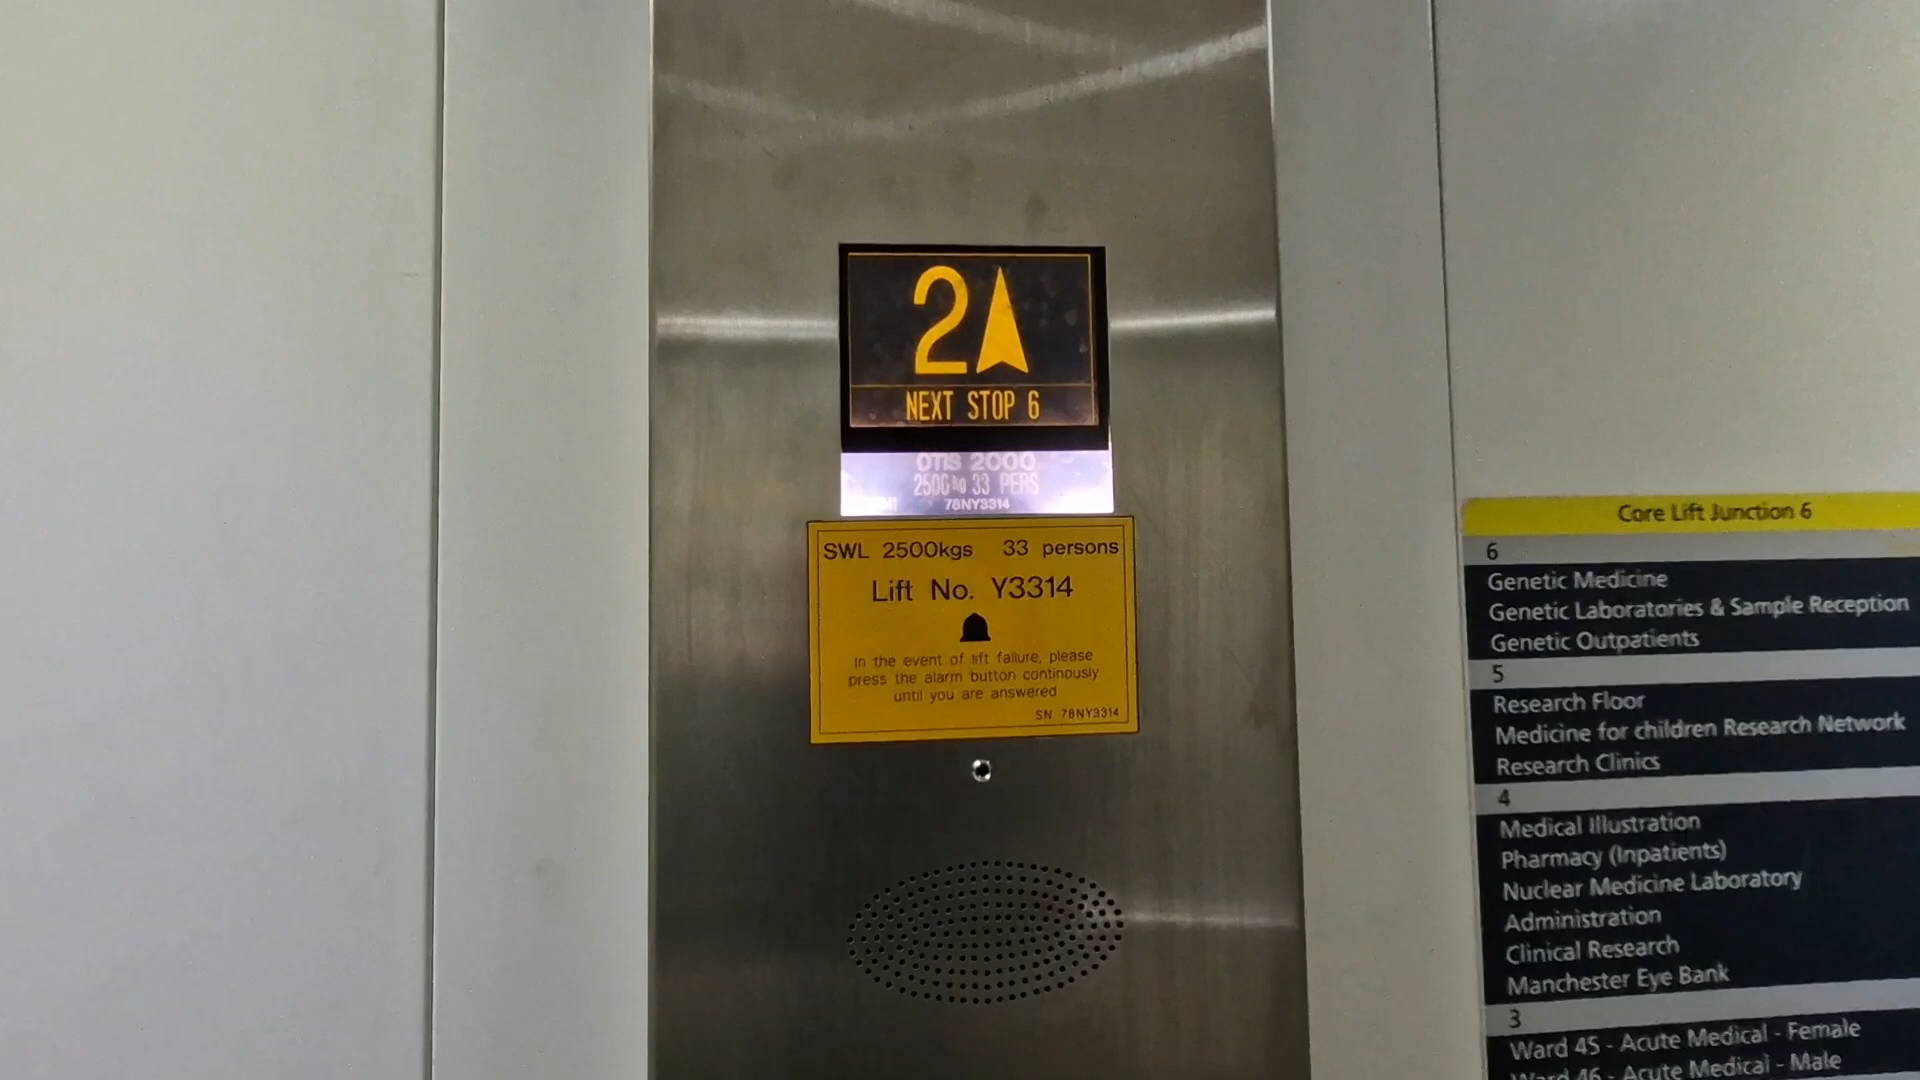 2
NEXT STOP 6
OTIS 2000
2500kg 33 PERS
78NY3314
SWL 2500kgs 33 persons
Lift No. Y3314
In the event of lift failure, please
press the alarm button continously
until you are answered
SN 78NY3314
Core Lift Junction 6
6
Genetic Medicine
Genetic Laboratories & Sample Reception
Genetic Outpatients
5
Research Floor
Medicine for children Research Network
Research Clinics
4
Medical Illustration
Pharmacy (Inpatients)
Nuclear Medicine Laboratory
Administration
Clinical Research
Manchester Eye Bank
3
Ward 45 - Acute Medical - Female
Ward 46 - Acute Medical - Male